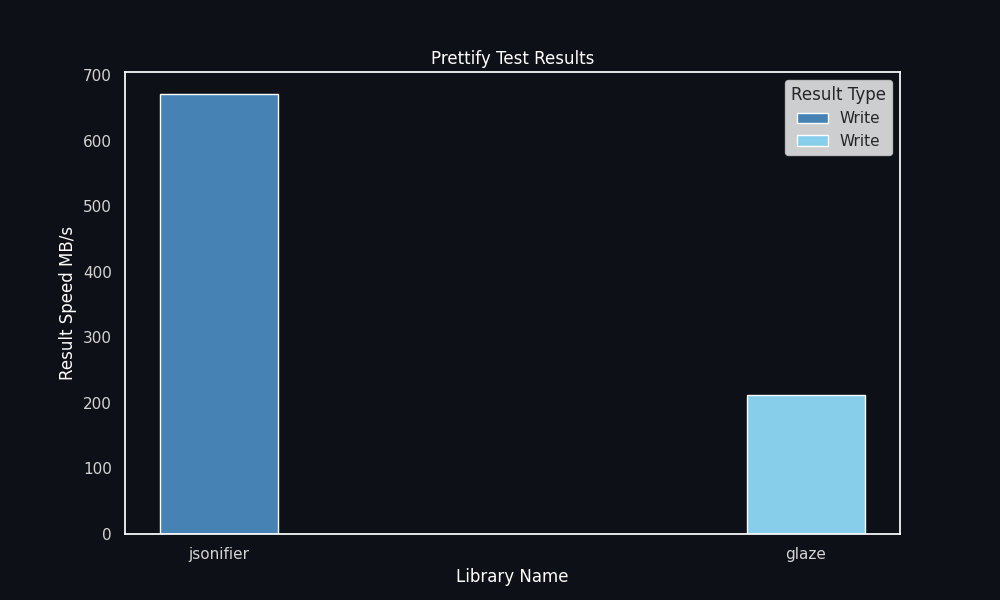 Prettify Test Results
Result Speed MB/s
700
600
500
400
300
200
100
0
Result Type
Write
Write
jsonifier
glaze
Library Name